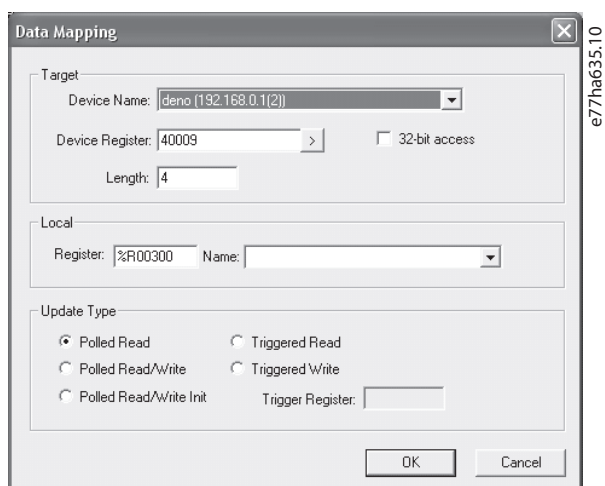 Data Mapping
Target
Device Name: deno (192.168.0.1(2))
Device Register: 40009 > 32-bit access
Length: 4
Local
Register: %R00300 Name:
Update Type
Polled Read Triggered Read
Polled Read/Write Triggered Write
Polled Read/Write Init Trigger Register:
OK Cancel
e77ha635.10